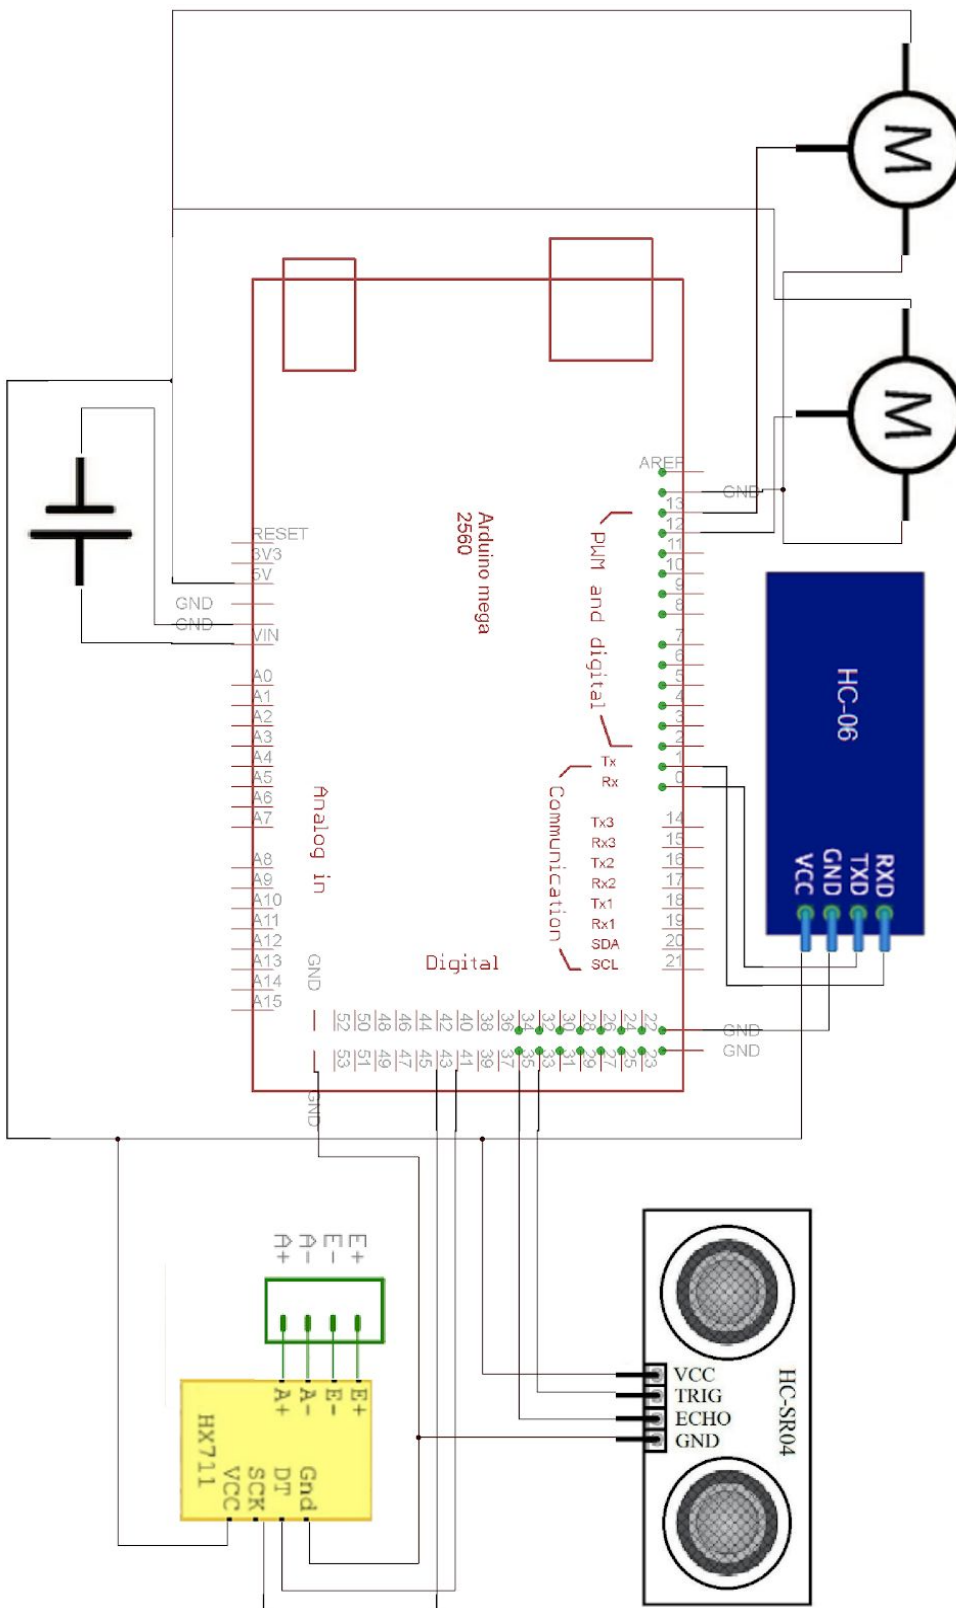 M
M
AREF
GND
13
12
11
10
9
8
7
6
5
4
3
2
1
0
14
15
16
17
18
19
20
21
RESET
3V3
5V
GND
GND
VIN
A0
A1
A2
A3
A4
A5
A6
A7
A8
A9
A10
A11
A12
A13
A14
A15
Arduino mega
2560
PWM and digital
Tx
Rx
Communication
Tx3
Rx3
Tx2
Rx2
Tx1
Rx1
SDA
SCL
Analog in
Digital
GND
52 50 48 46 44 42 40 38 36 34 32 30 28 26 24 22
GND
53 51 49 47 45 43 41 39 37 35 33 31 29 27 25 23
GND
GND
HC-06
VCC
GND
TXD
RXD
A+
A-
E-
E+
A+
A-
E-
E+
HX711
VCC
SCK
DT
Gnd
VCC
TRIG
ECHO
GND
HC-SR04